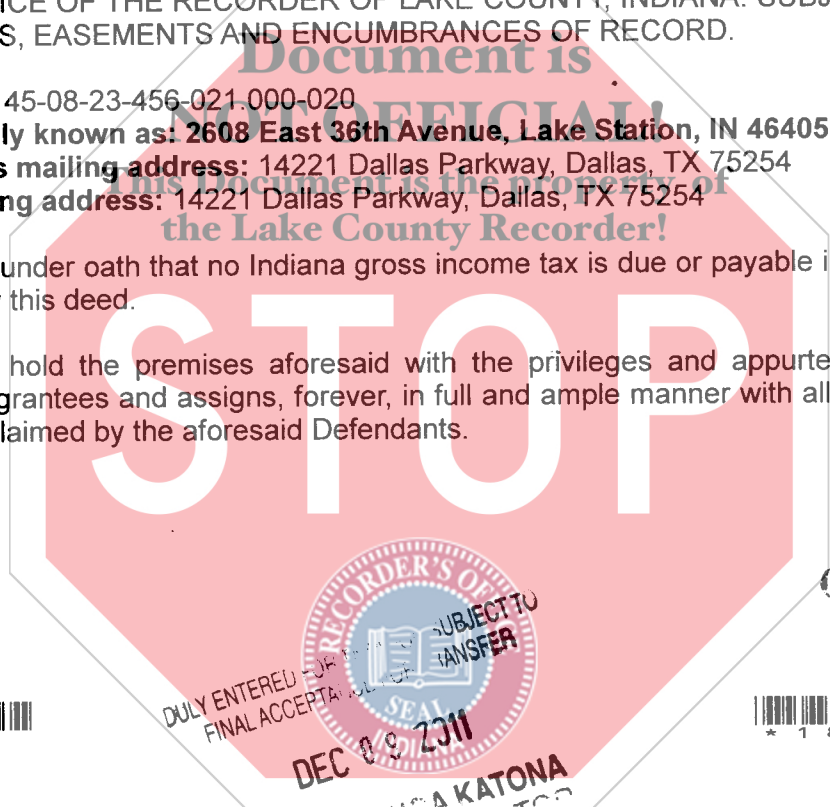 ICE OF THE RECORDER OF LAKE COUNTY, INDIANA. SUBJ
S, EASEMENTS AND ENCUMBRANCES OF RECORD.
Document is
45-08-23-456-021.000-020
NOT OFFICIAL!
ly known as: 2608 East 36th Avenue, Lake Station, IN 46405
s mailing address: 14221 Dallas Parkway, Dallas, TX 75254
This Document is the property of
ng address: 14221 Dallas Parkway, Dallas, TX 75254
the Lake County Recorder!
under oath that no Indiana gross income tax is due or payable i
this deed.
hold the premises aforesaid with the privileges and appurte
grantees and assigns, forever, in full and ample manner with all
laimed by the aforesaid Defendants.
STOP
RECORDER'S OFFICE
SEAL
INDIANA
DULY ENTERED FOR SUBJECT TO
FINAL ACCEPTA TRANSFER
DEC 09 2011
A KATONA
* 1 8